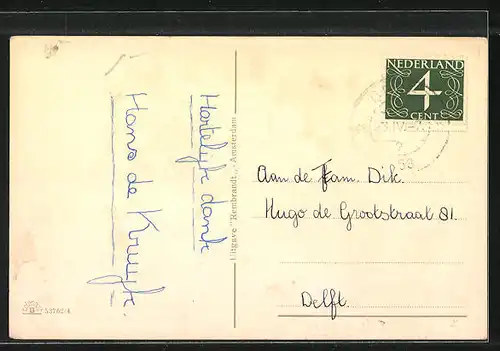 Hartelijk dank
Hans de Kruyk.
Uitgave "Rembrandt", Amsterdam
NEDERLAND
4
CENT
Aan de Fam. Dik.
Hugo de Grootstraat 81.
Delft.